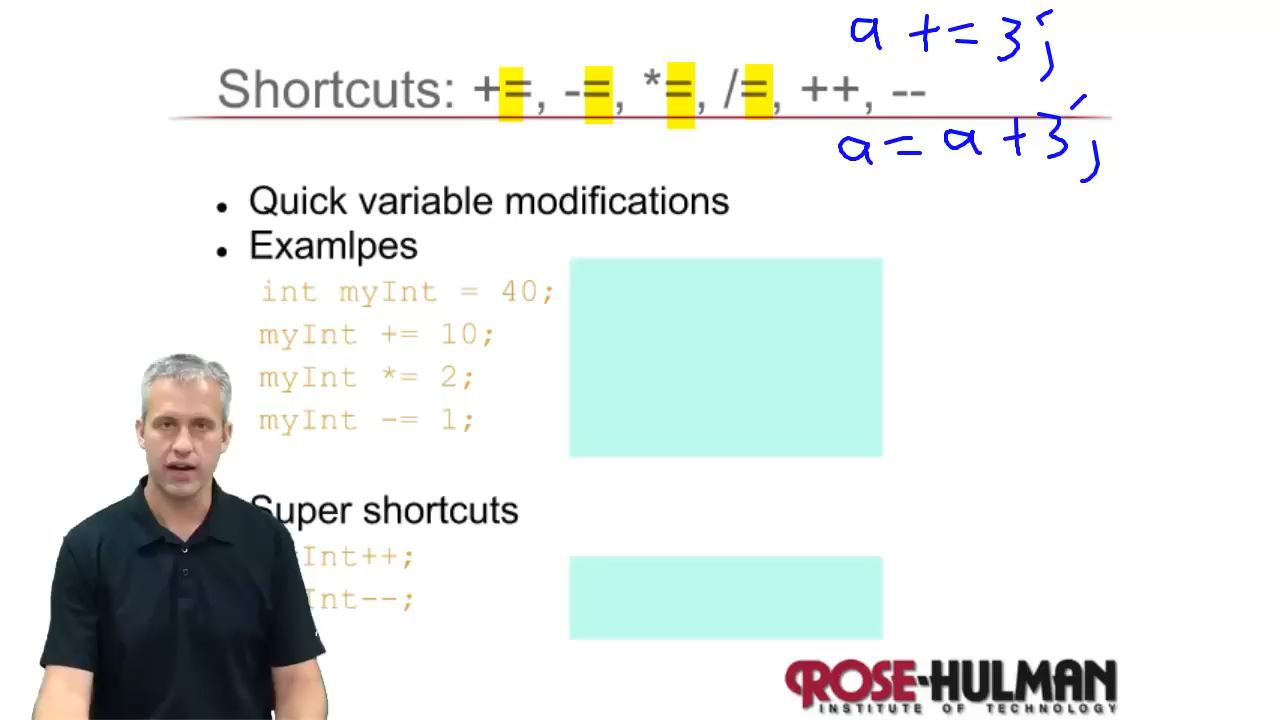 a += 3;
Shortcuts: +=, -=, *=, /=, ++, --
a = a + 3;
• Quick variable modifications
• Examlpes
int myInt = 40;
myInt += 10;
myInt *= 2;
myInt -= 1;
Super shortcuts
Int++;
Int--;
ROSE-HULMAN
INSTITUTE OF TECHNOLOGY